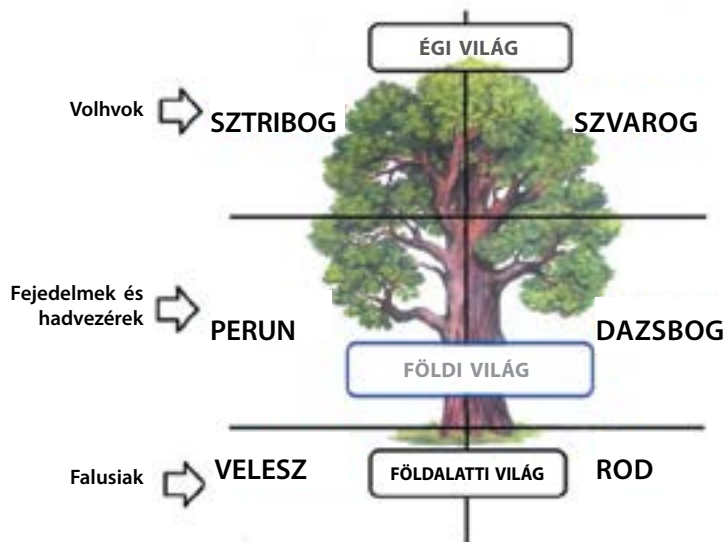 ÉGI VILÁG
Volhvok
SZTRIBOG
SZVAROG
Fejedelmek és
hadvezérek
PERUN
DAZSBOG
FÖLDI VILÁG
Falusiak
VELESZ
FÖLDALATTI VILÁG
ROD